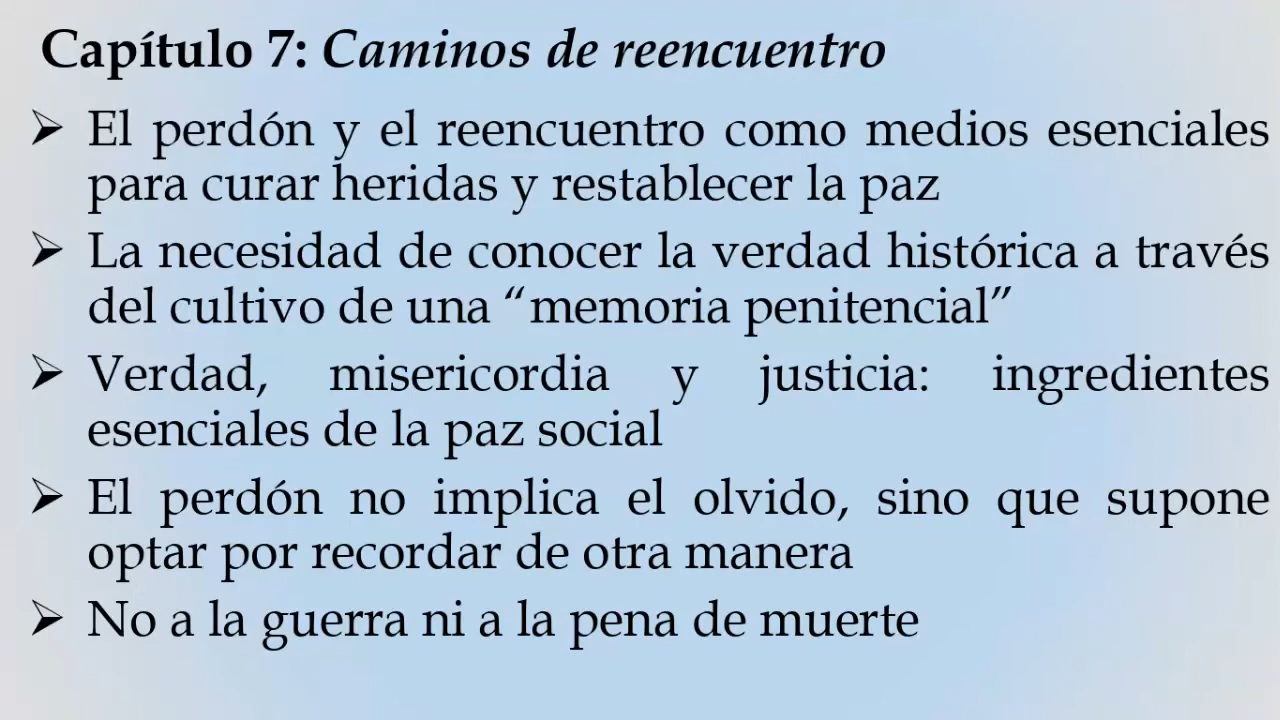 Capítulo 7: Caminos de reencuentro
➢ El perdón y el reencuentro como medios esenciales
para curar heridas y restablecer la paz
➢ La necesidad de conocer la verdad histórica a través
del cultivo de una “memoria penitencial”
➢ Verdad, misericordia y justicia: ingredientes
esenciales de la paz social
➢ El perdón no implica el olvido, sino que supone
optar por recordar de otra manera
➢ No a la guerra ni a la pena de muerte